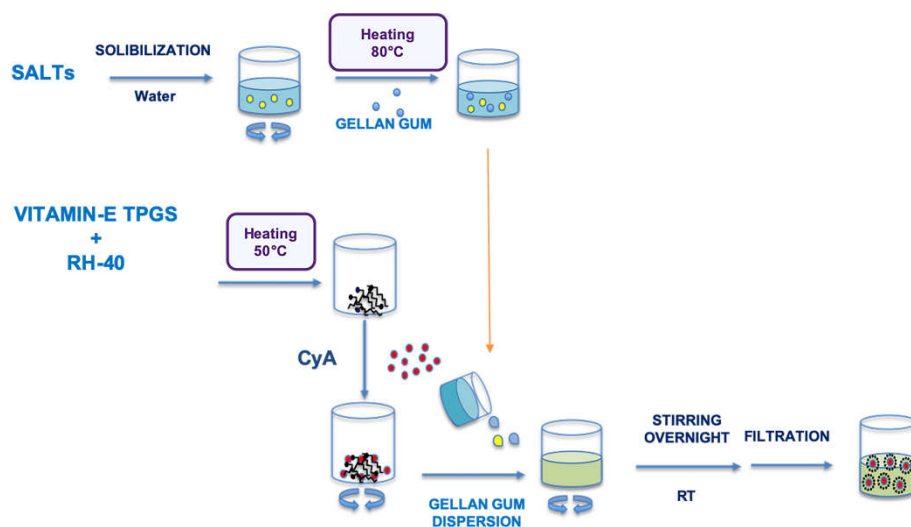 SOLIBILIZATION
SALTs
Water
Heating
80°C
GELLAN GUM
VITAMIN-E TPGS
+
RH-40
Heating
50°C
CyA
GELLAN GUM
DISPERSION
STIRRING
OVERNIGHT
RT
FILTRATION